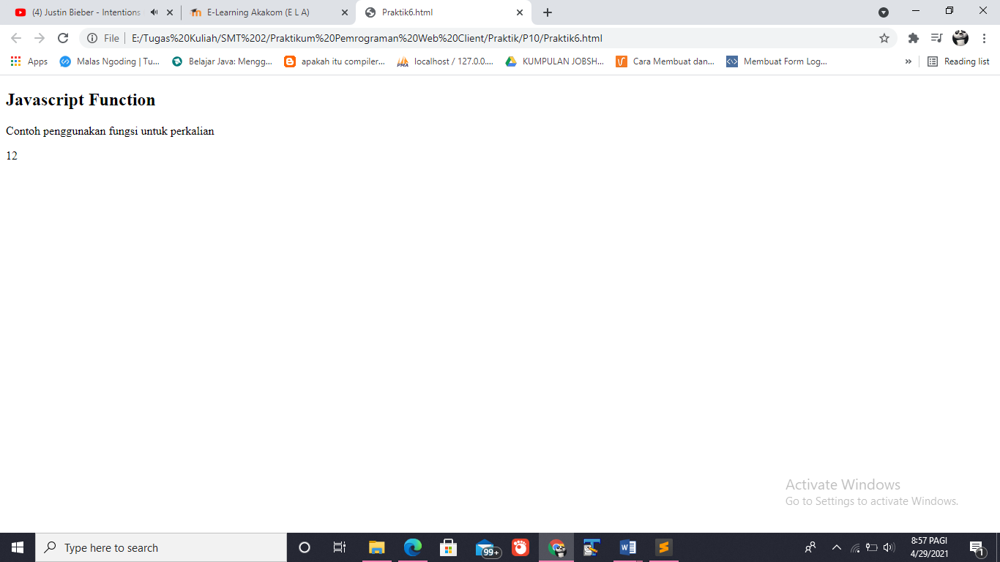 (4) Justin Bieber - Intentions
E-Learning Akakom (E L A)
Praktik6.html
File
E:/Tugas%20Kuliah/SMT%202/Praktikum%20Pemrograman%20Web%20Client/Praktik/P10/Praktik6.html
Apps
Malas Ngoding | Tu...
Belajar Java: Mengg...
apakah itu compiler...
PMA
localhost / 127.0.0....
KUMPULAN JOBSH...
Cara Membuat dan...
Membuat Form Log...
»
Reading list
Javascript Function
Contoh penggunakan fungsi untuk perkalian
12
Activate Windows
Go to Settings to activate Windows.
Type here to search
99+
8:57 PAGI
4/29/2021
1